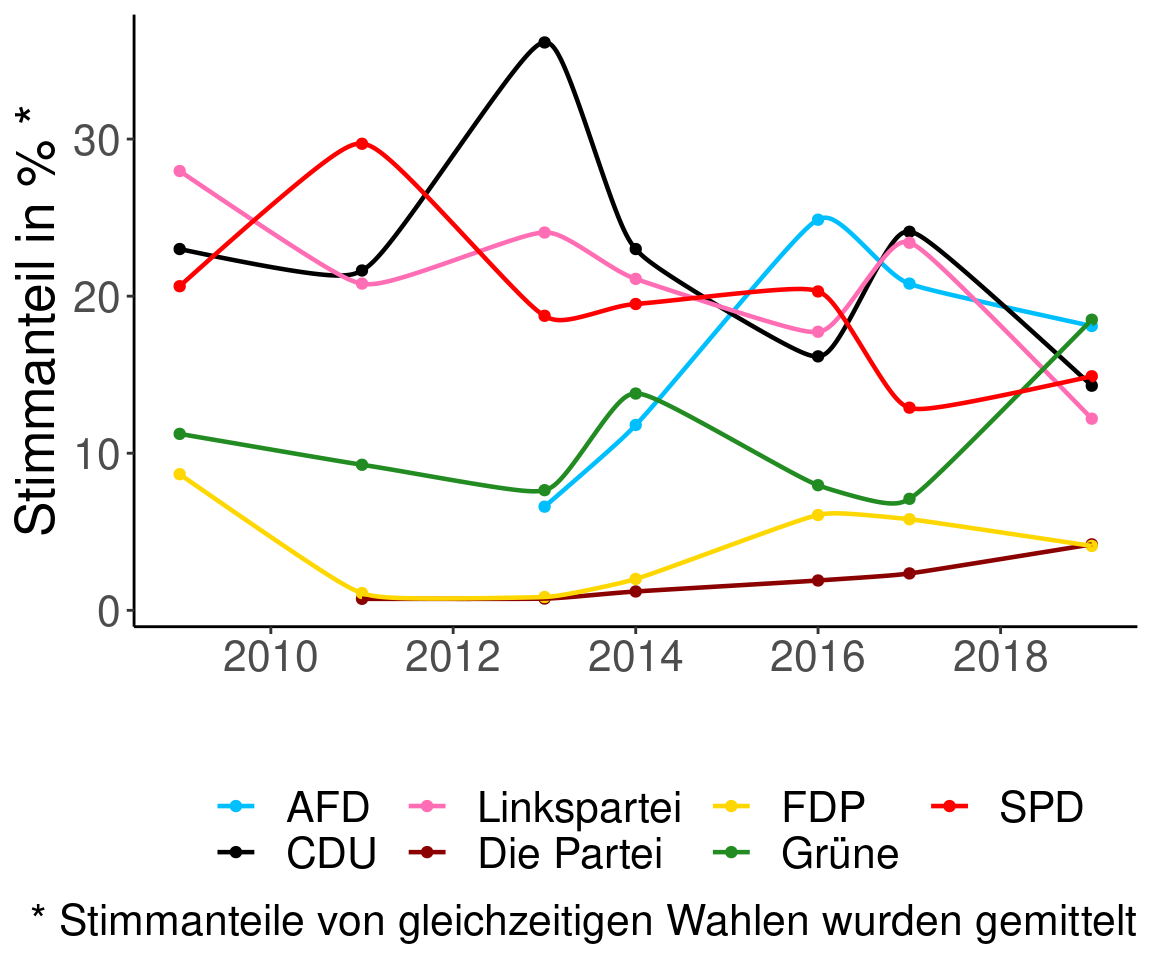 Stimmanteil in % *
30
20
10
0
2010 2012 2014 2016 2018
AFD Linkspartei FDP SPD
CDU Die Partei Grüne
* Stimmanteile von gleichzeitigen Wahlen wurden gemittelt